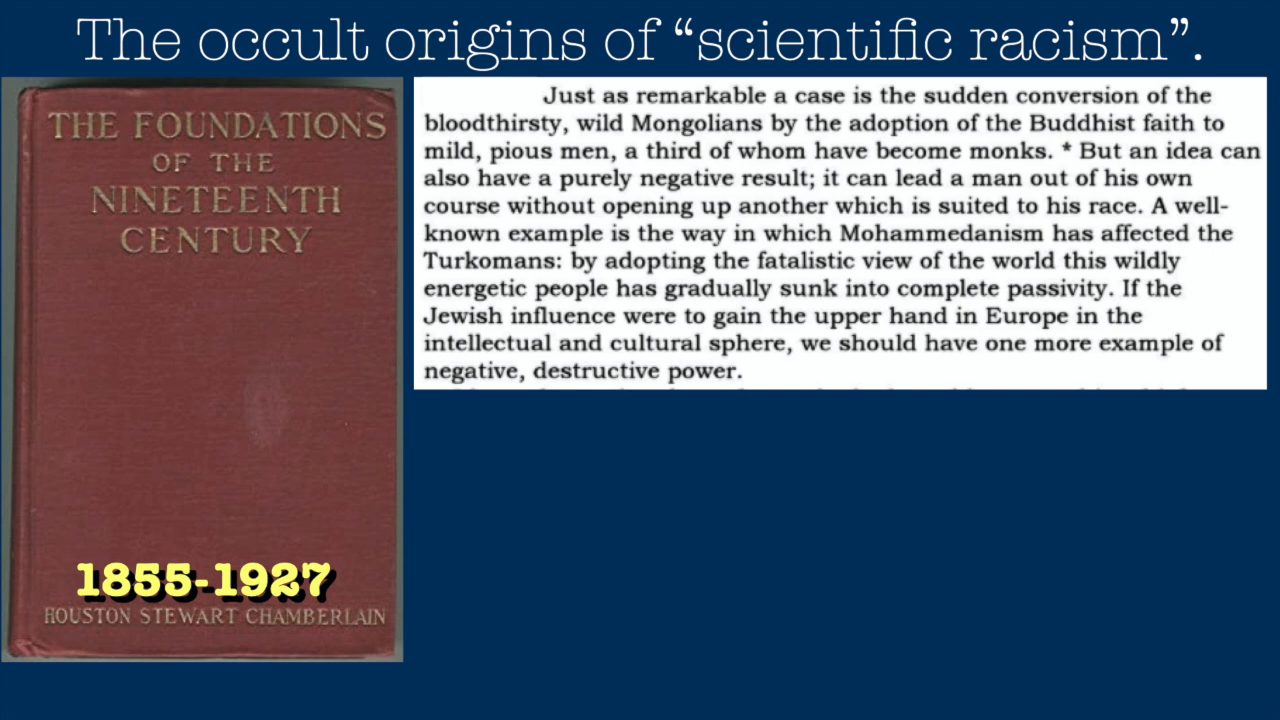 The occult origins of “scientific racism”.
THE FOUNDATIONS
OF THE
NINETEENTH
CENTURY
1855-1927
HOUSTON STEWART CHAMBERLAIN
Just as remarkable a case is the sudden conversion of the
bloodthirsty, wild Mongolians by the adoption of the Buddhist faith to
mild, pious men, a third of whom have become monks. * But an idea can
also have a purely negative result; it can lead a man out of his own
course without opening up another which is suited to his race. A well-
known example is the way in which Mohammedanism has affected the
Turkomans: by adopting the fatalistic view of the world this wildly
energetic people has gradually sunk into complete passivity. If the
Jewish influence were to gain the upper hand in Europe in the
intellectual and cultural sphere, we should have one more example of
negative, destructive power.